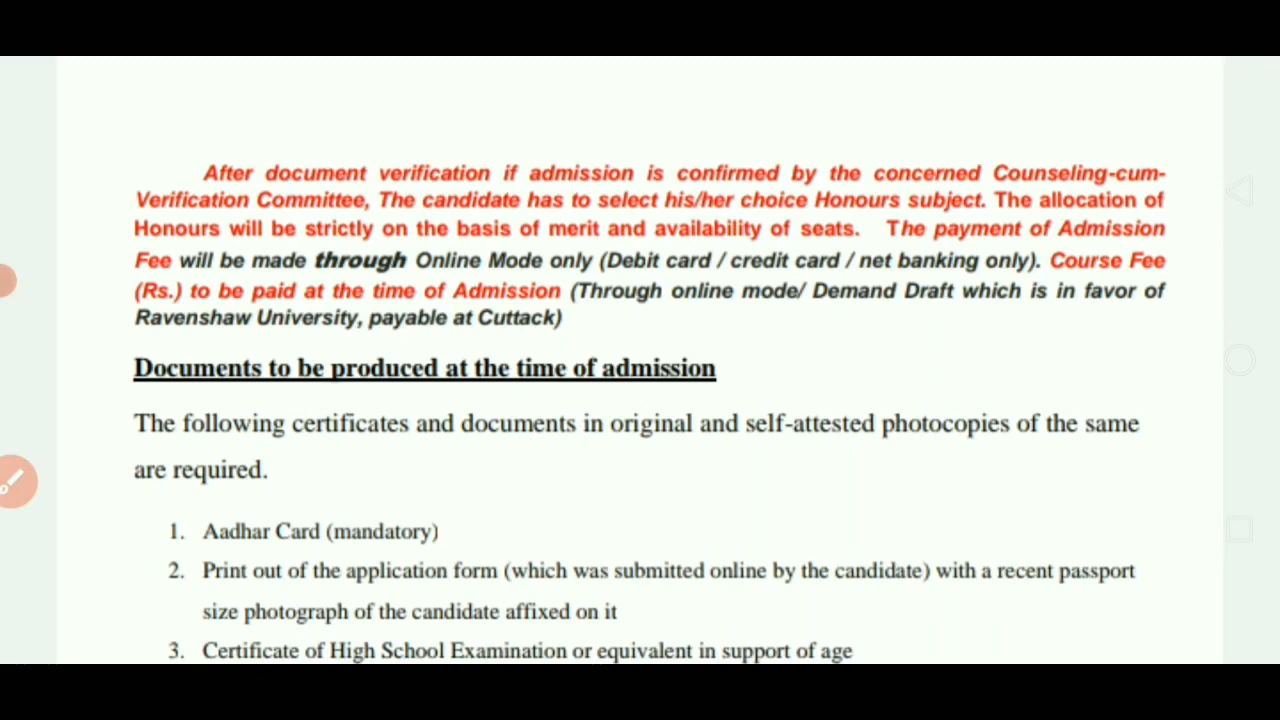 After document verification if admission is confirmed by the concerned Counseling-cum-
Verification Committee, The candidate has to select his/her choice Honours subject. The allocation of
Honours will be strictly on the basis of merit and availability of seats. The payment of Admission
Fee will be made through Online Mode only (Debit card / credit card / net banking only). Course Fee
(Rs.) to be paid at the time of Admission (Through online mode/ Demand Draft which is in favor of
Ravenshaw University, payable at Cuttack)
Documents to be produced at the time of admission
The following certificates and documents in original and self-attested photocopies of the same
are required.
1. Aadhar Card (mandatory)
2. Print out of the application form (which was submitted online by the candidate) with a recent passport
size photograph of the candidate affixed on it
3. Certificate of High School Examination or equivalent in support of age